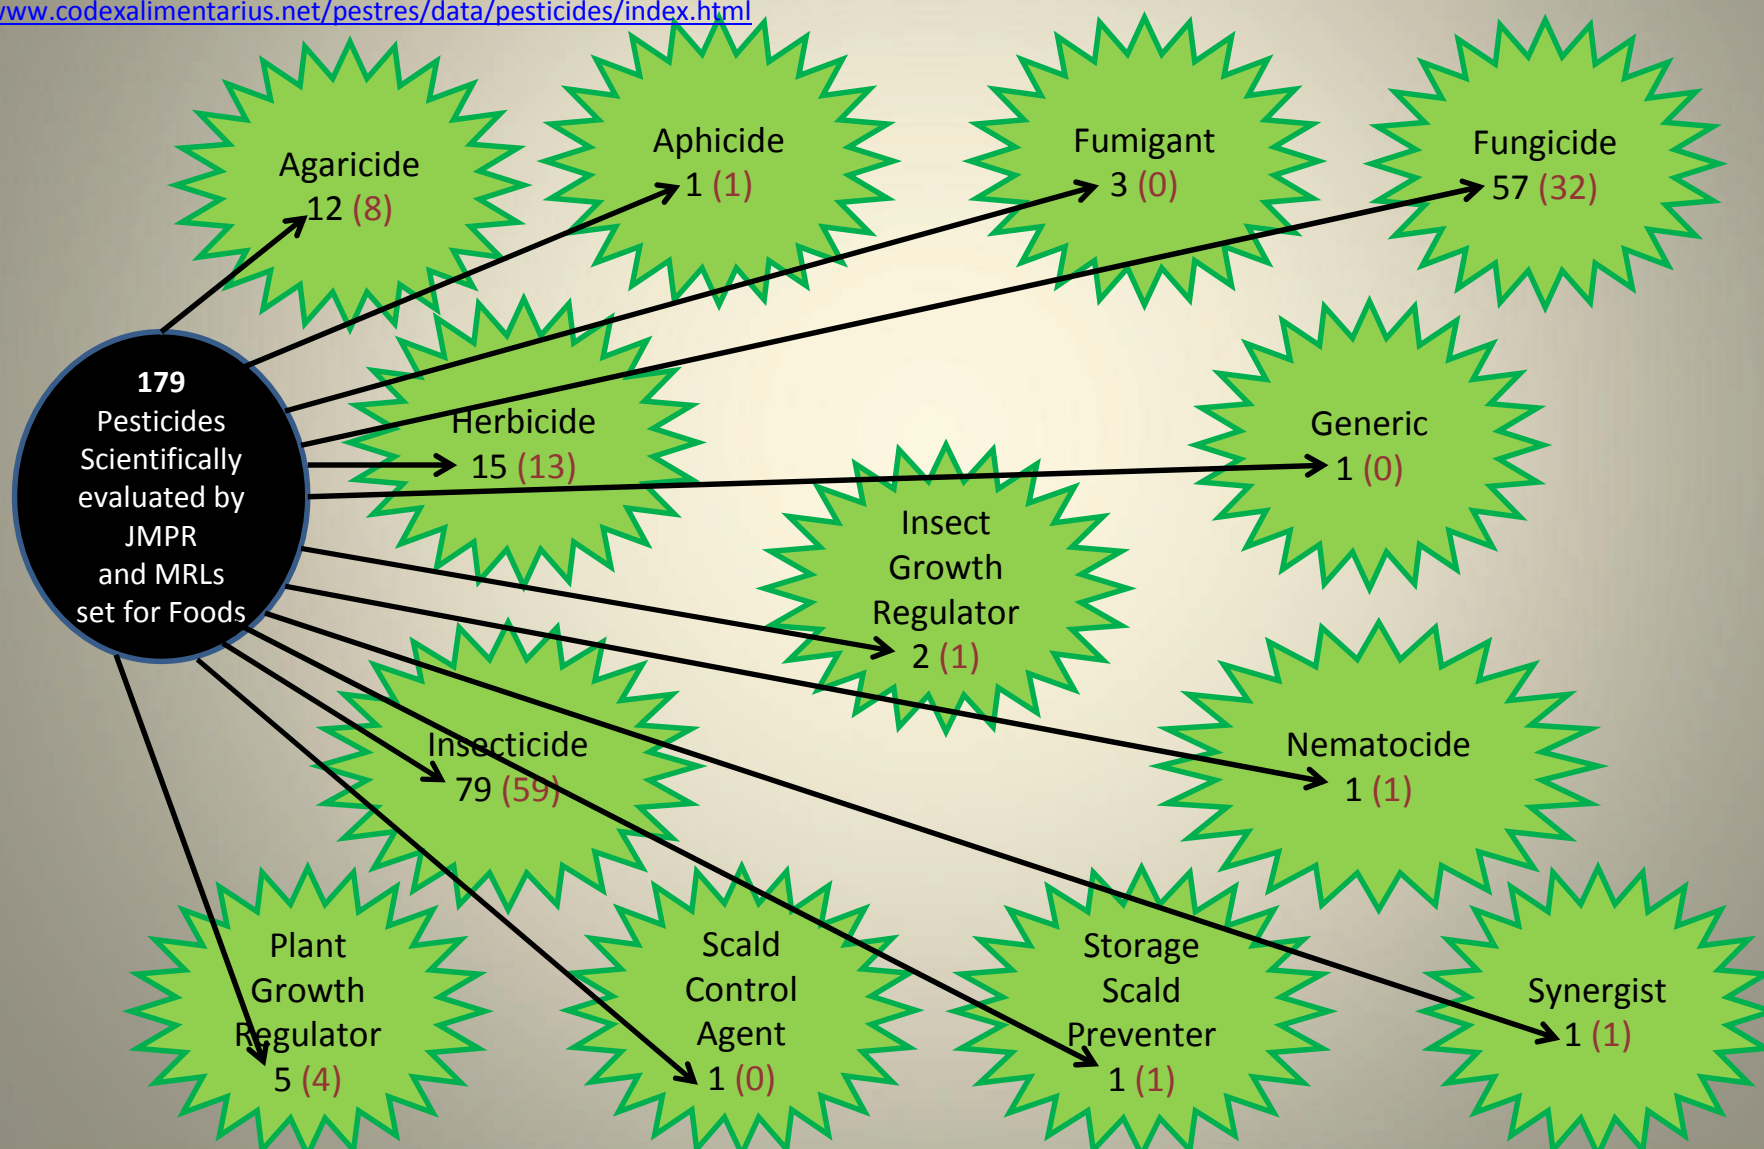 www.codexalimentarius.net/pestres/data/pesticides/index.html
Agaricide
12 (8)
Aphicide
1 (1)
Fumigant
3 (0)
Fungicide
57 (32)
179
Pesticides
Scientifically
evaluated by
JMPR
and MRLs
set for Foods
Herbicide
15 (13)
Generic
1 (0)
Insect
Growth
Regulator
2 (1)
Insecticide
79 (59)
Nematocide
1 (1)
Plant
Growth
Regulator
5 (4)
Scald
Control
Agent
1 (0)
Storage
Scald
Preventer
1 (1)
Synergist
1 (1)